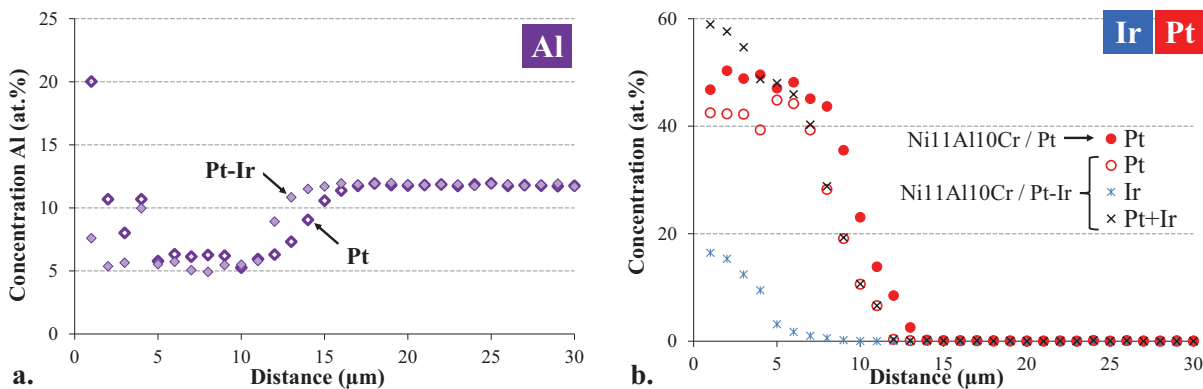 25
20
15
10
5
0
Concentration Al (at.%)
0 5 10 15 20 25 30
Distance (µm)
Al
Pt-Ir
Pt
a.
60
40
20
0
Concentration (at.%)
0 5 10 15 20 25 30
Distance (µm)
Ir Pt
Ni11Al10Cr / Pt Pt
Ni11Al10Cr / Pt-Ir
Pt
Ir
Pt+Ir
b.